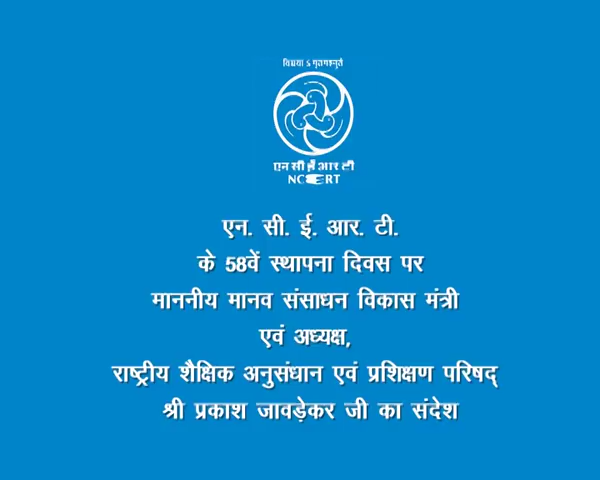 विद्यया ऽ मृतमश्नुते
एन सी ई आर टी
NCERT
एन. सी. ई. आर. टी.
के 58वें स्थापना दिवस पर
माननीय मानव संसाधन विकास मंत्री
एवं अध्यक्ष,
राष्ट्रीय शैक्षिक अनुसंधान एवं प्रशिक्षण परिषद्
श्री प्रकाश जावड़ेकर जी का संदेश